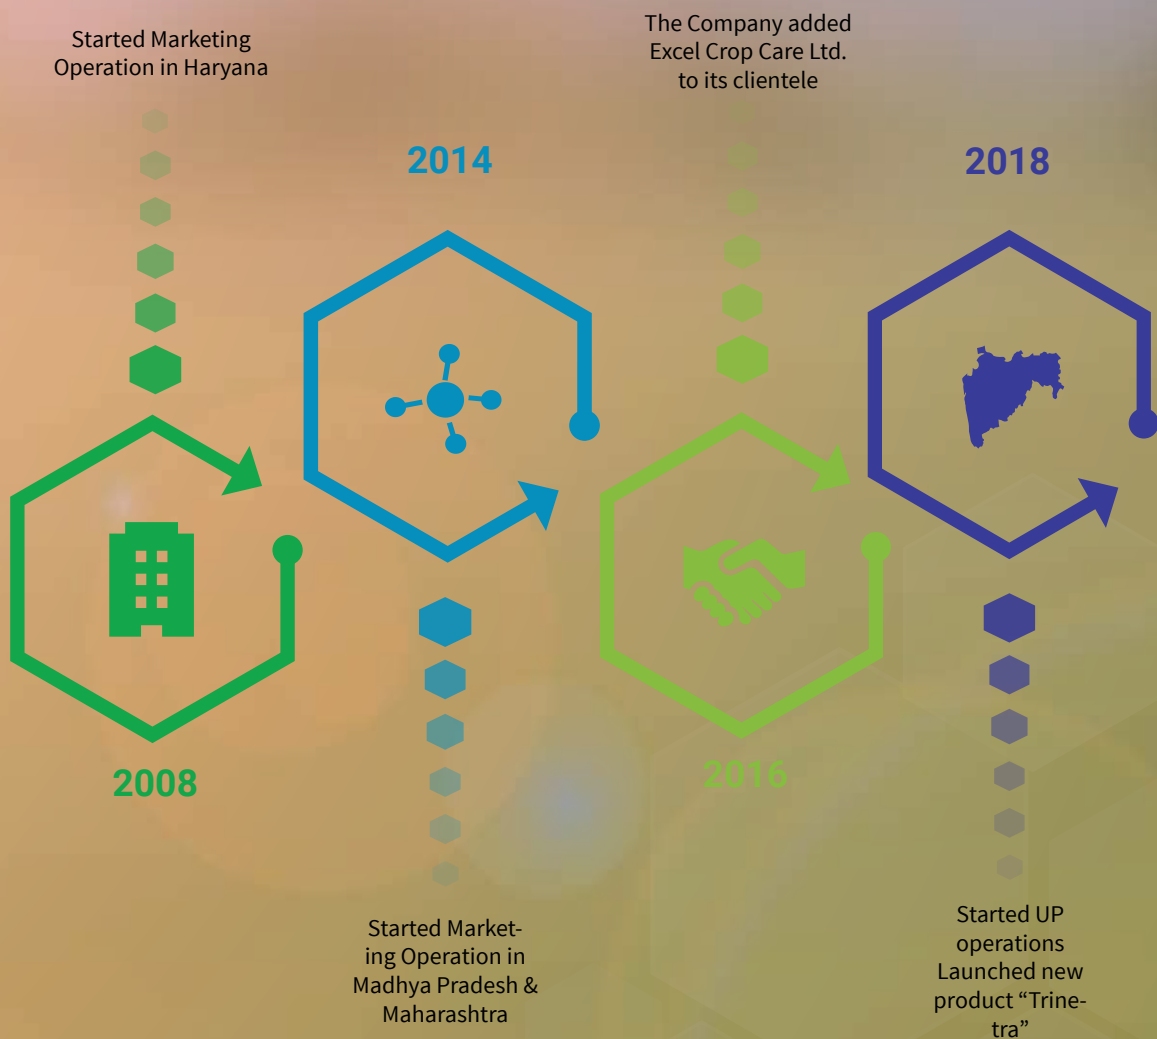 Started Marketing
Operation in Haryana
2008
2014
Started Market-
ing Operation in
Madhya Pradesh &
Maharashtra
The Company added
Excel Crop Care Ltd.
to its clientele
2016
2018
Started UP
operations
Launched new
product “Trine-
tra”